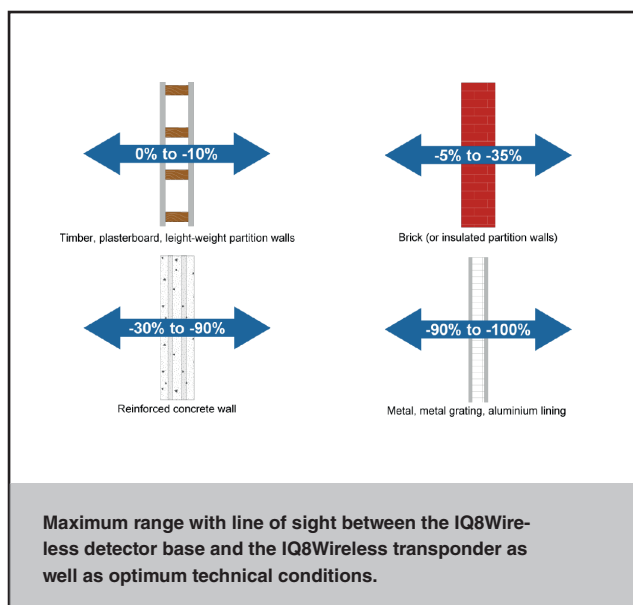 0% to -10%
-5% to -35%
Timber, plasterboard, leight-weight partition walls
Brick (or insulated partition walls)
-30% to -90%
-90% to -100%
Reinforced concrete wall
Metal, metal grating, aluminium lining
Maximum range with line of sight between the IQ8Wire-
less detector base and the IQ8Wireless transponder as
well as optimum technical conditions.